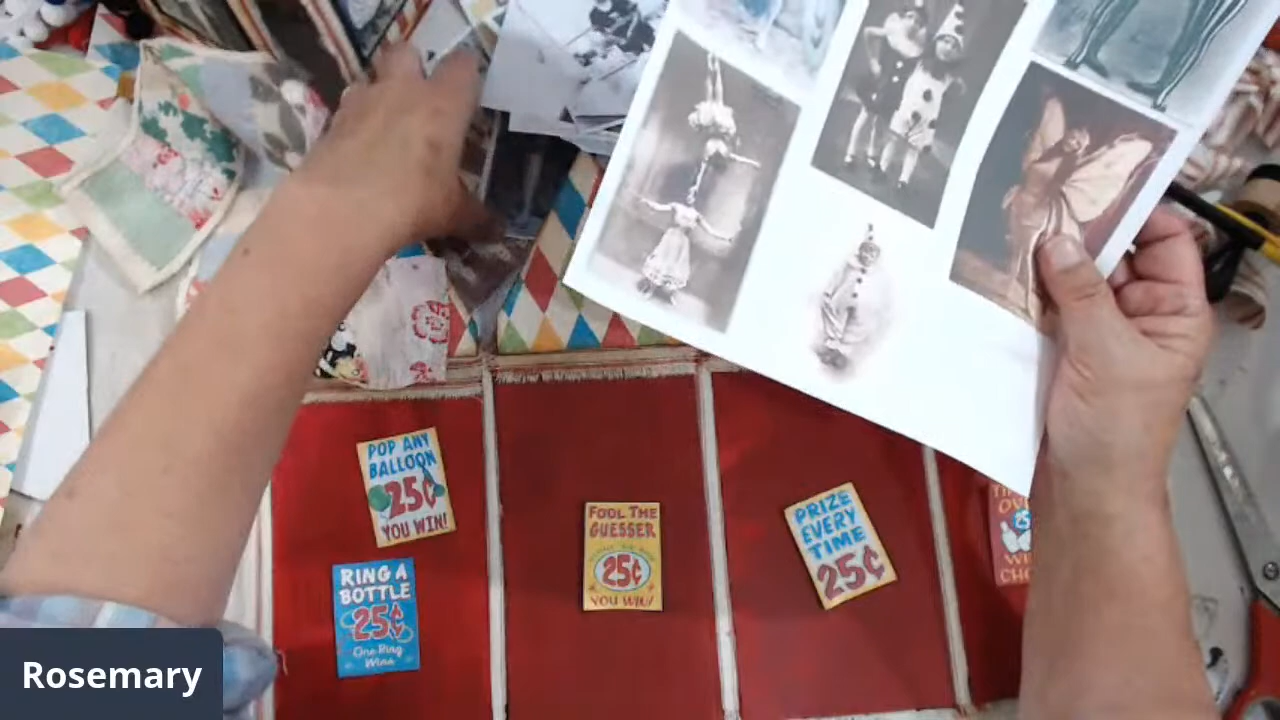 POP ANY
BALLOON
25¢
YOU WIN!
RING A
BOTTLE
25¢
One Ring
Wins
FOOL THE
GUESSER
25¢
YOU WIN!
PRIZE
EVERY
TIME
25¢
Rosemary